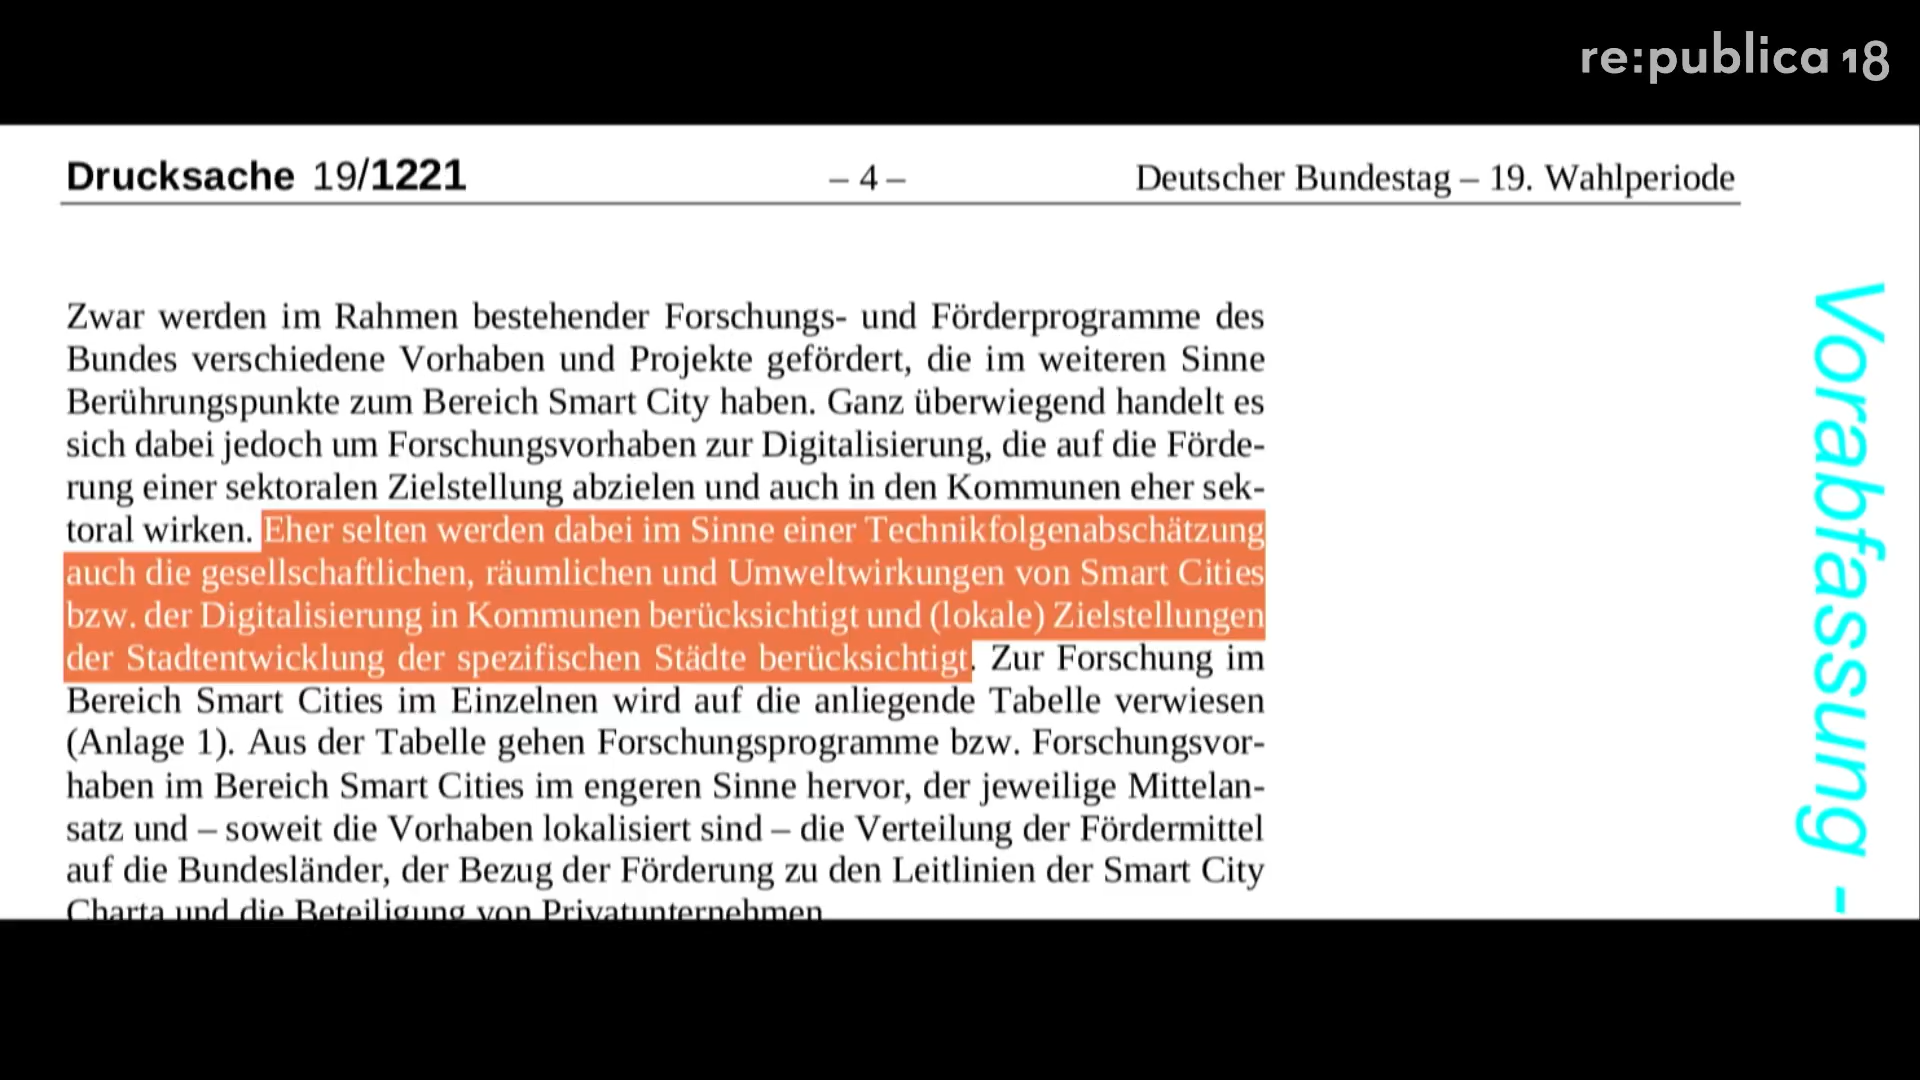 re:publica 18
Drucksache 19/1221 – 4 – Deutscher Bundestag – 19. Wahlperiode
Zwar werden im Rahmen bestehender Forschungs- und Förderprogramme des
Bundes verschiedene Vorhaben und Projekte gefördert, die im weiteren Sinne
Berührungspunkte zum Bereich Smart City haben. Ganz überwiegend handelt es
sich dabei jedoch um Forschungsvorhaben zur Digitalisierung, die auf die Förde-
rung einer sektoralen Zielstellung abzielen und auch in den Kommunen eher sek-
toral wirken. Eher selten werden dabei im Sinne einer Technikfolgenabschätzung
auch die gesellschaftlichen, räumlichen und Umweltwirkungen von Smart Cities
bzw. der Digitalisierung in Kommunen berücksichtigt und (lokale) Zielstellungen
der Stadtentwicklung der spezifischen Städte berücksichtigt. Zur Forschung im
Bereich Smart Cities im Einzelnen wird auf die anliegende Tabelle verwiesen
(Anlage 1). Aus der Tabelle gehen Forschungsprogramme bzw. Forschungsvor-
haben im Bereich Smart Cities im engeren Sinne hervor, der jeweilige Mittelan-
satz und – soweit die Vorhaben lokalisiert sind – die Verteilung der Fördermittel
auf die Bundesländer, der Bezug der Förderung zu den Leitlinien der Smart City
Charta und die Beteiligung von Privatunternehmen
Vorabfassung -